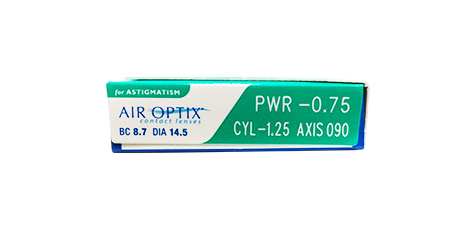 for ASTIGMATISM
AIR OPTIX
contact lenses
BC 8.7 DIA 14.5
PWR -0.75
CYL-1.25 AXIS 090